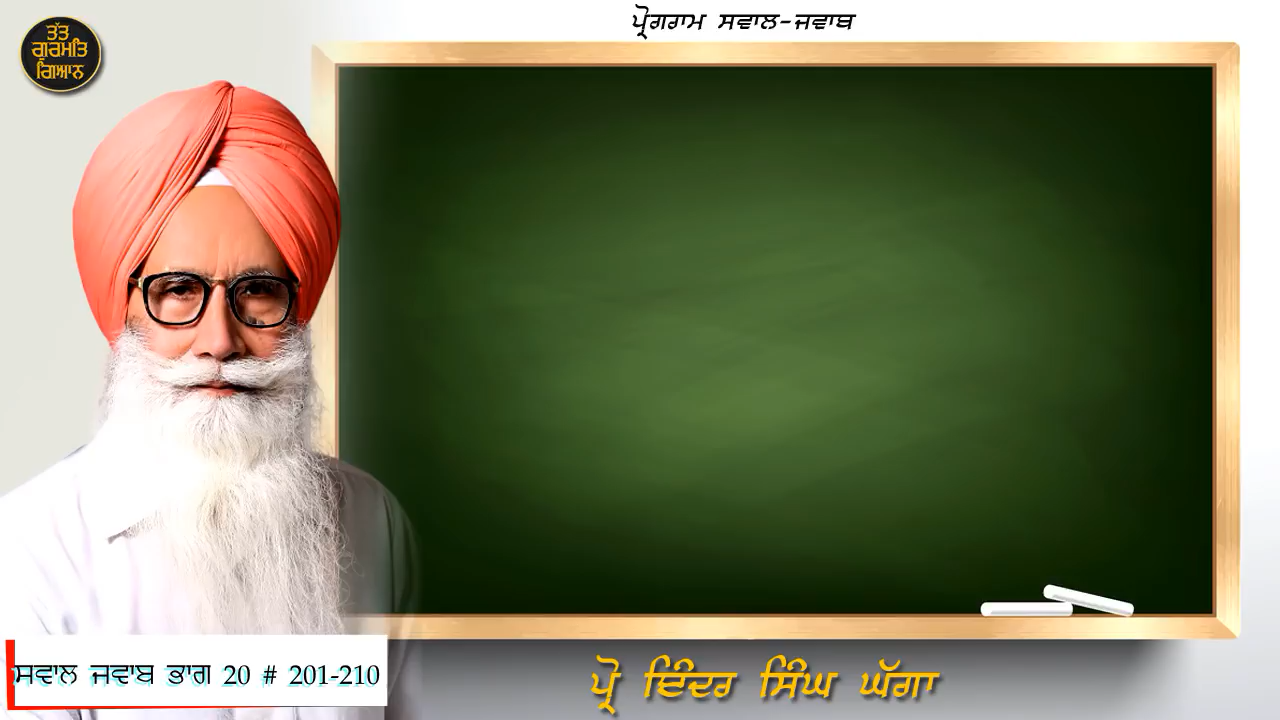 ਪ੍ਰੋਗਰਾਮ ਸਵਾਲ-ਜਵਾਬ
ਤੱਤ
ਗੁਰਮਤਿ
ਗਿਆਨ
ਸਵਾਲ ਜਵਾਬ ਭਾਗ 20 # 201-210
ਪ੍ਰੋ ਇੰਦਰ ਸਿੰਘ ਘੱਗਾ